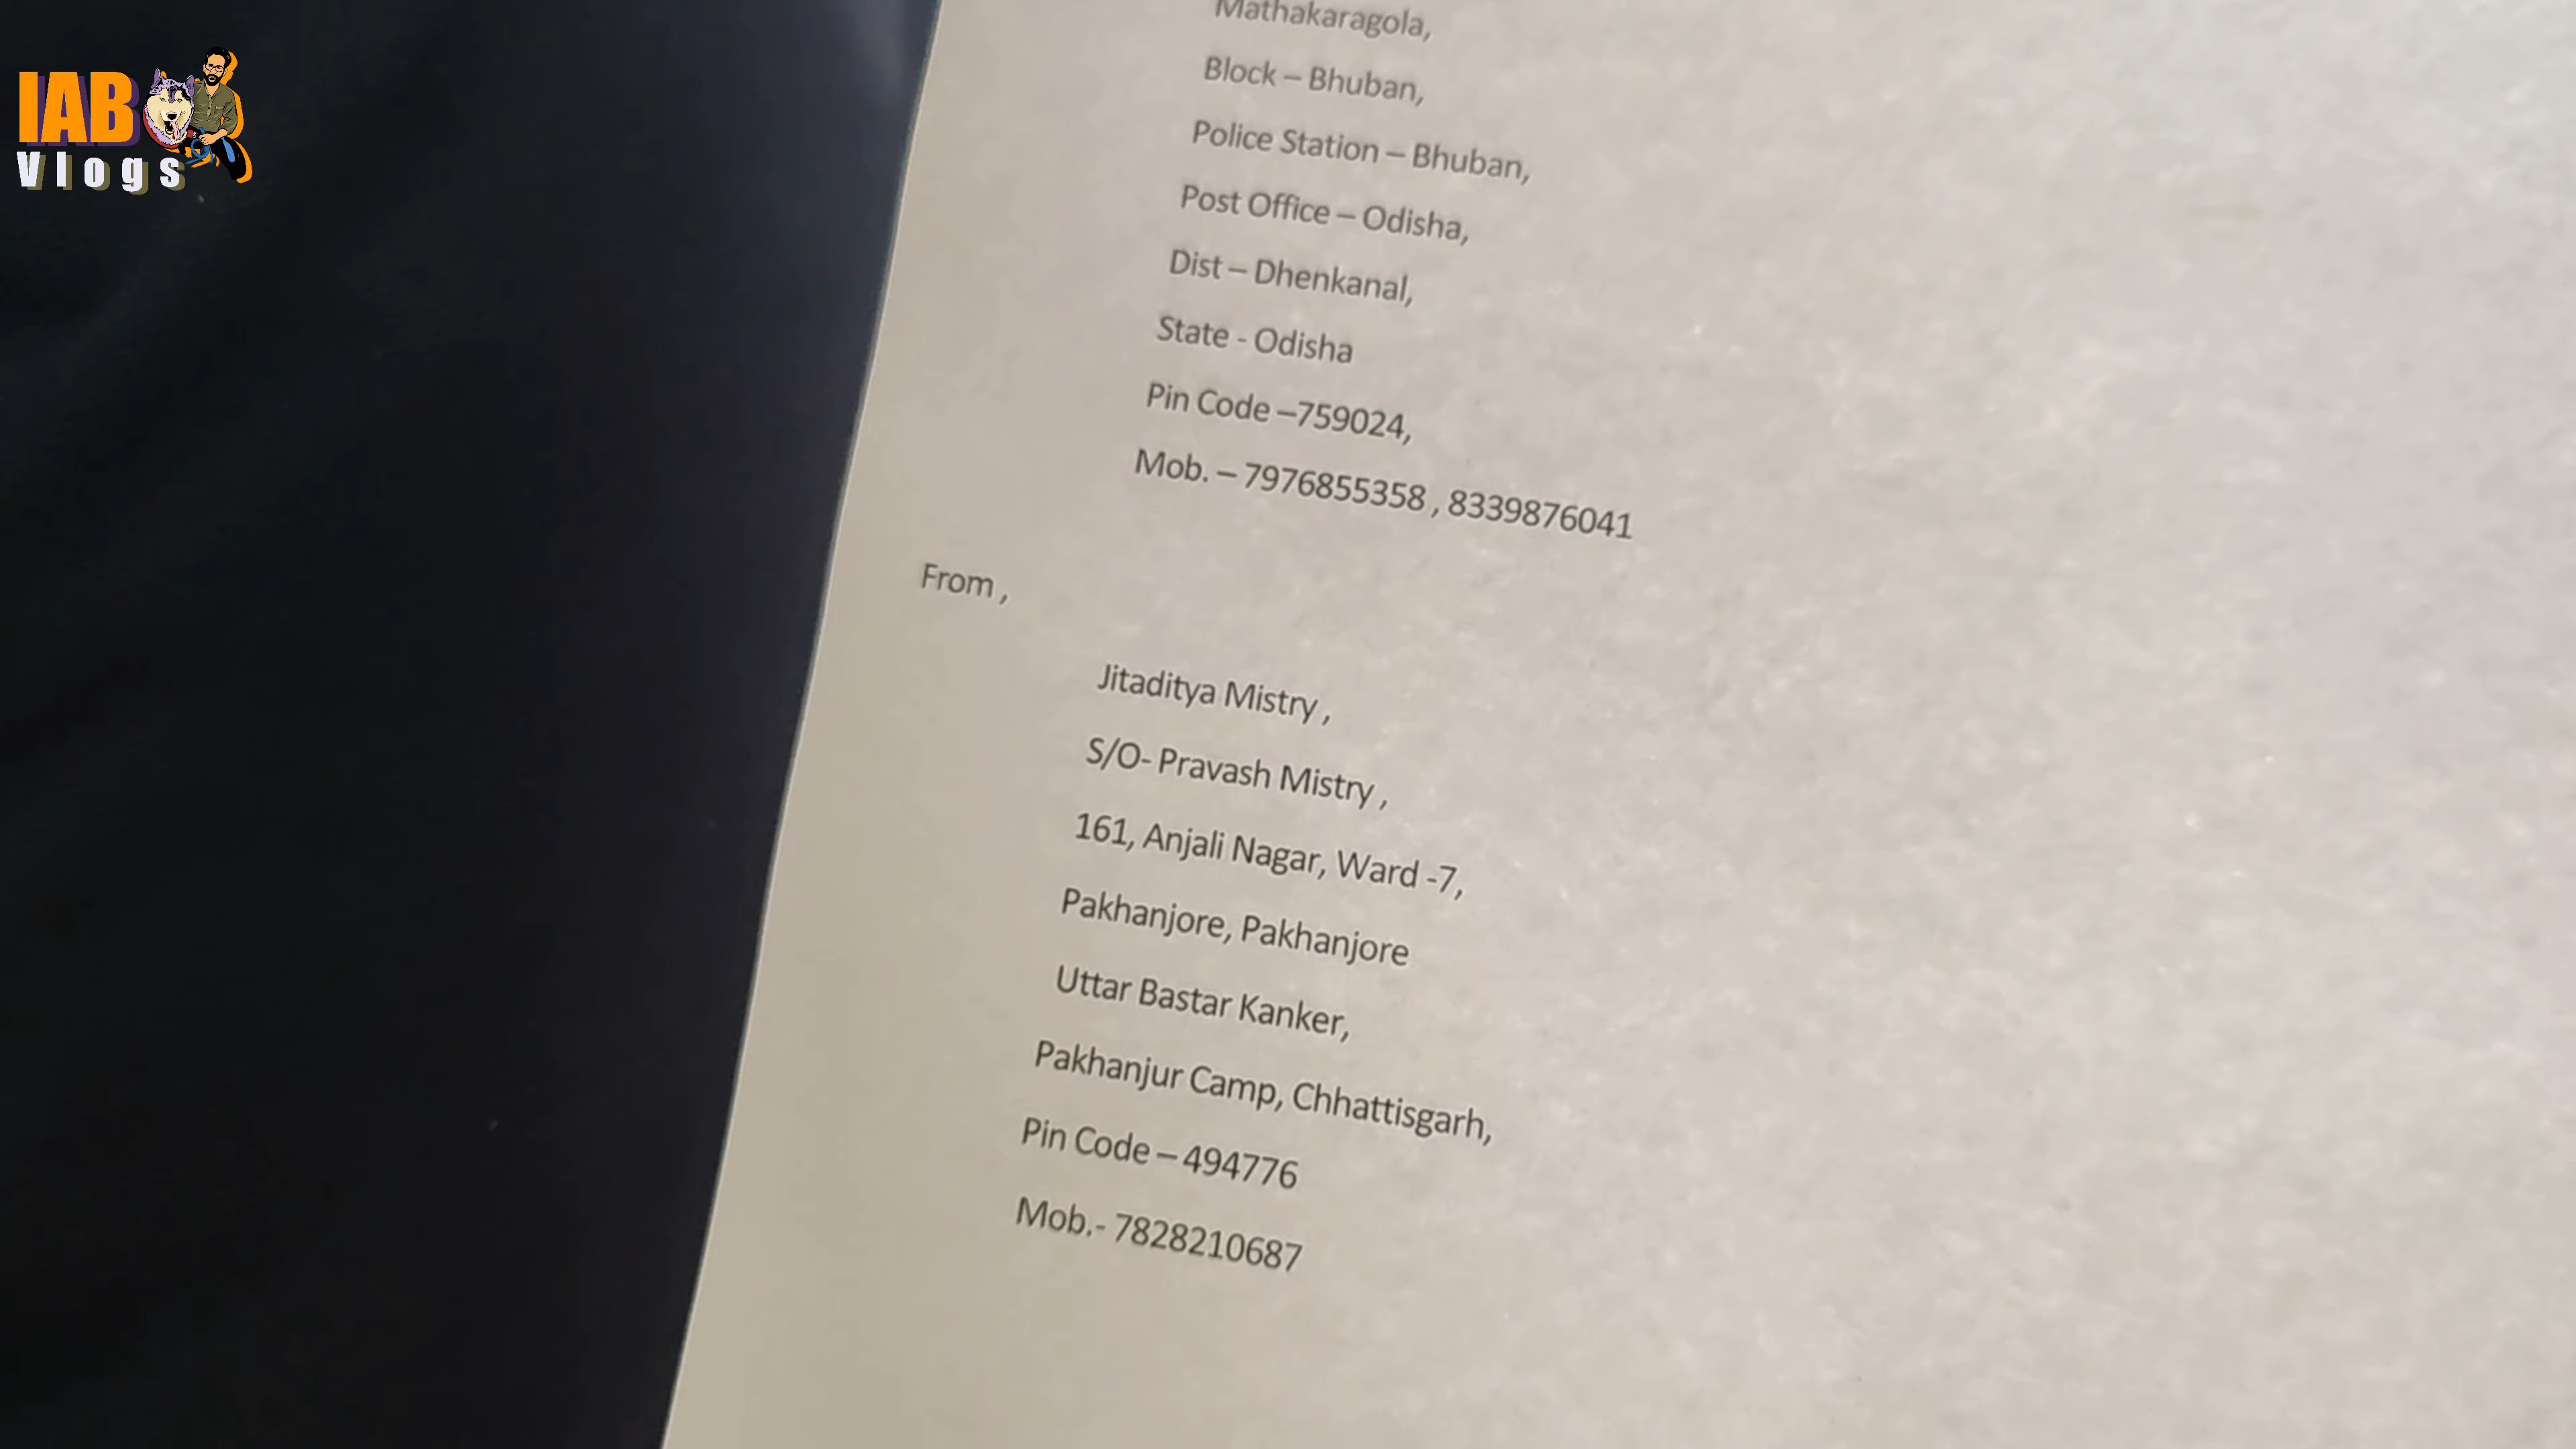 IAB
Vlogs
Mathakaragola,
Block – Bhuban,
Police Station – Bhuban,
Post Office – Odisha,
Dist – Dhenkanal,
State - Odisha
Pin Code –759024,
Mob. – 7976855358 , 8339876041
From ,
Jitaditya Mistry ,
S/O- Pravash Mistry ,
161, Anjali Nagar, Ward -7,
Pakhanjore, Pakhanjore
Uttar Bastar Kanker,
Pakhanjur Camp, Chhattisgarh,
Pin Code – 494776
Mob.- 7828210687